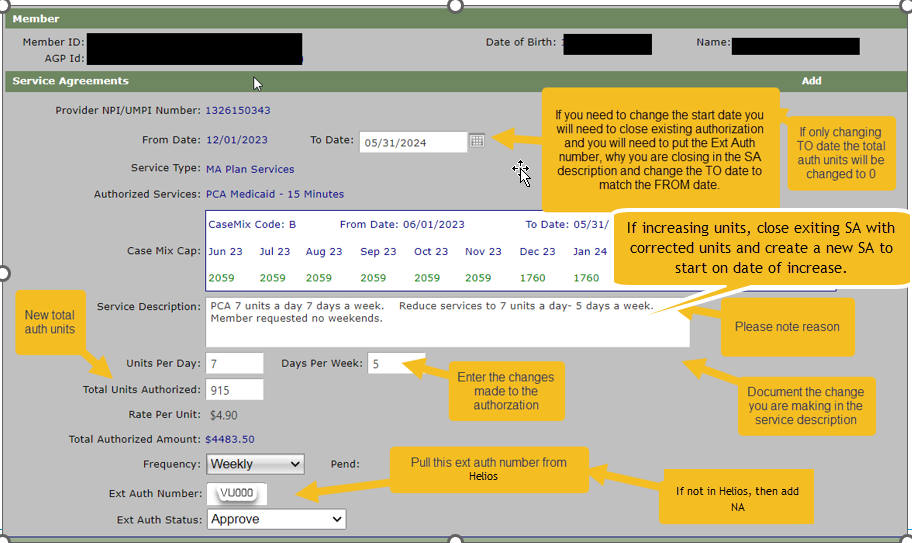 Member
Member ID:
Date of Birth:
Name:
AGP Id:
Service Agreements
Add
Provider NPI/UMPI Number: 1326150343
From Date: 12/01/2023
To Date: 05/31/2024
If you need to change the start date you
will need to close existing authorization
and you will need to put the Ext Auth
number, why you are closing in the SA
description and change the TO date to
match the FROM date.
If only changing
TO date the total
auth units will be
changed to 0
Service Type: MA Plan Services
Authorized Services: PCA Medicaid - 15 Minutes
CaseMix Code: B From Date: 06/01/2023 To Date: 05/31/
Case Mix Cap:
Jun 23 Jul 23 Aug 23 Sep 23 Oct 23 Nov 23 Dec 23 Jan 24
2059 2059 2059 2059 2059 2059 1760 1760
If increasing units, close exiting SA with
corrected units and create a new SA to
start on date of increase.
Service Description: PCA 7 units a day 7 days a week. Reduce services to 7 units a day- 5 days a week.
Member requested no weekends.
New total
auth units
Please note reason
Units Per Day: 7
Days Per Week: 5
Enter the changes
made to the
authorzation
Document the change
you are making in the
service description
Total Units Authorized: 915
Rate Per Unit: $4.90
Total Authorized Amount: $4483.50
Frequency: Weekly
Pend:
Pull this ext auth number from
Helios
If not in Helios, then add
NA
Ext Auth Number: VU000
Ext Auth Status: Approve